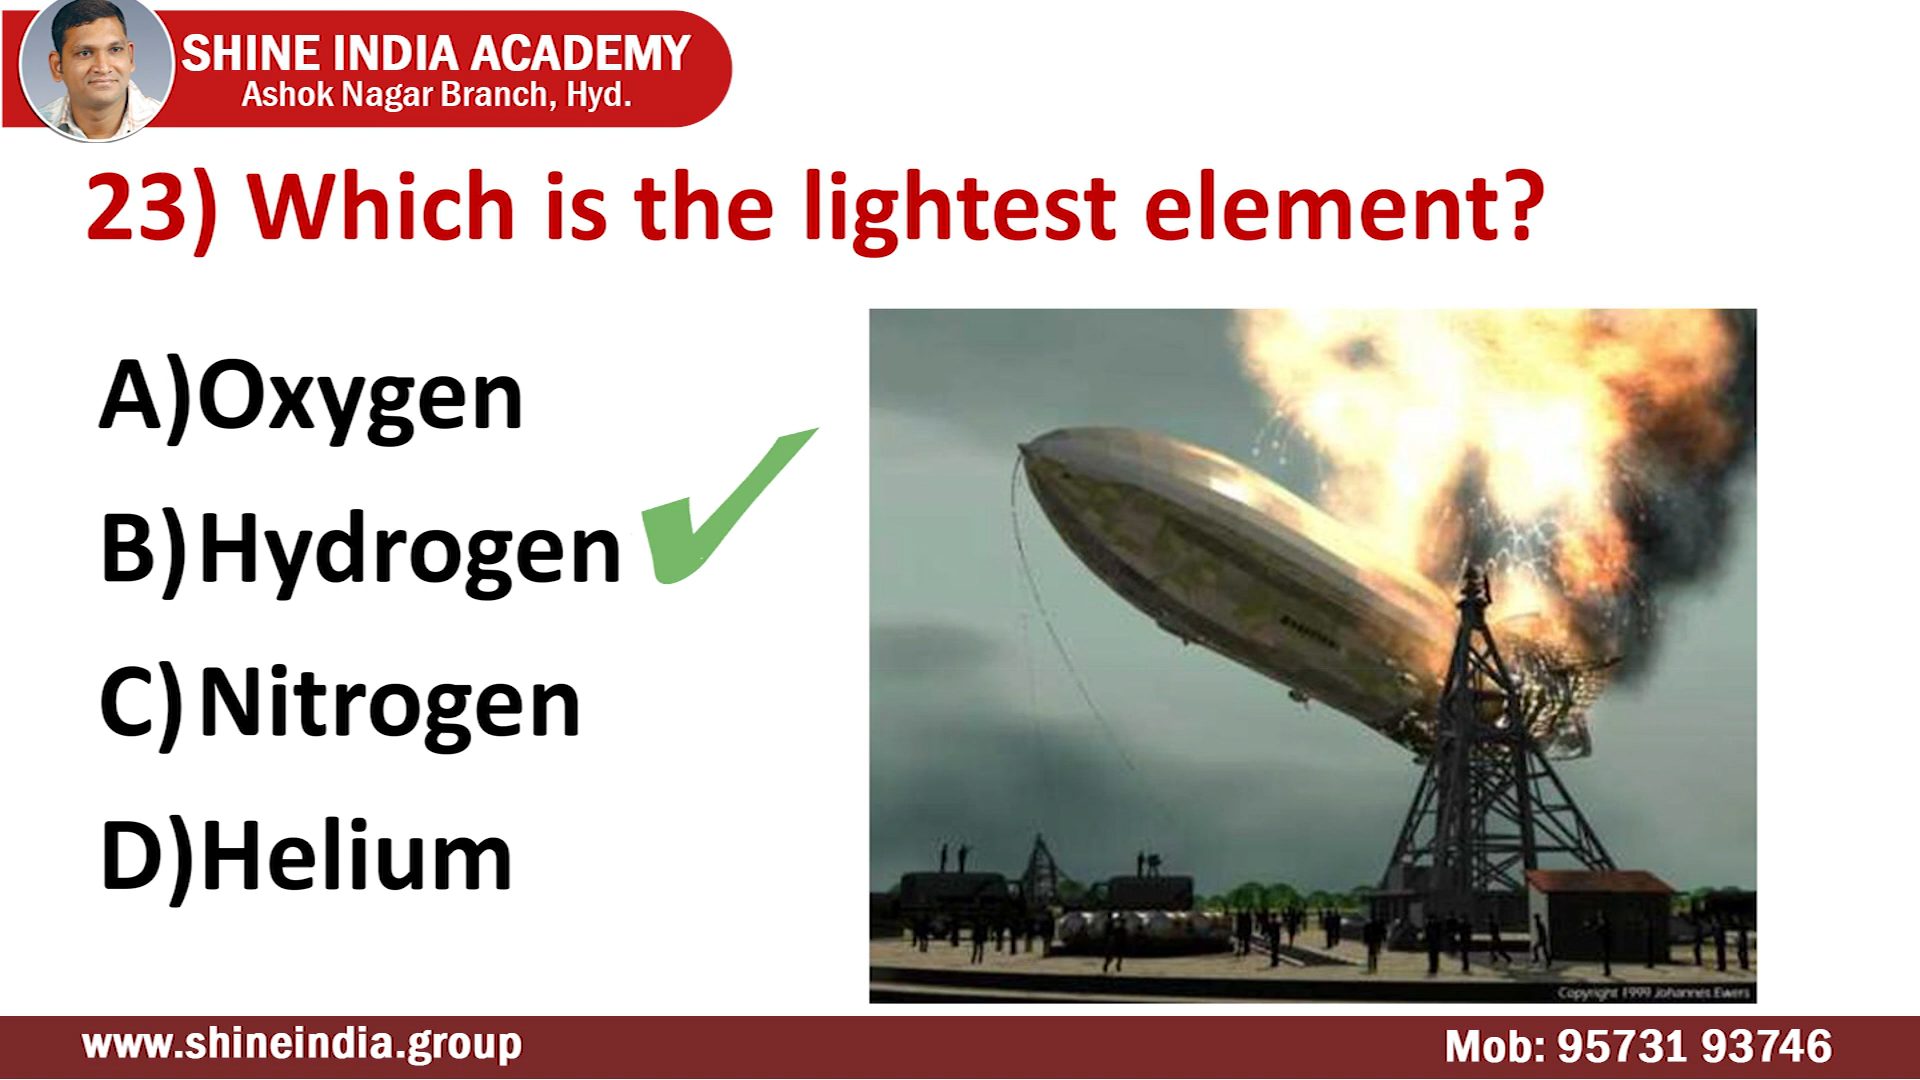 SHINE INDIA ACADEMY
Ashok Nagar Branch, Hyd.
23) Which is the lightest element?
A)Oxygen
B)Hydrogen
C)Nitrogen
D)Helium
Copyright 1999 Johannes Ewers
www.shineindia.group
Mob: 95731 93746